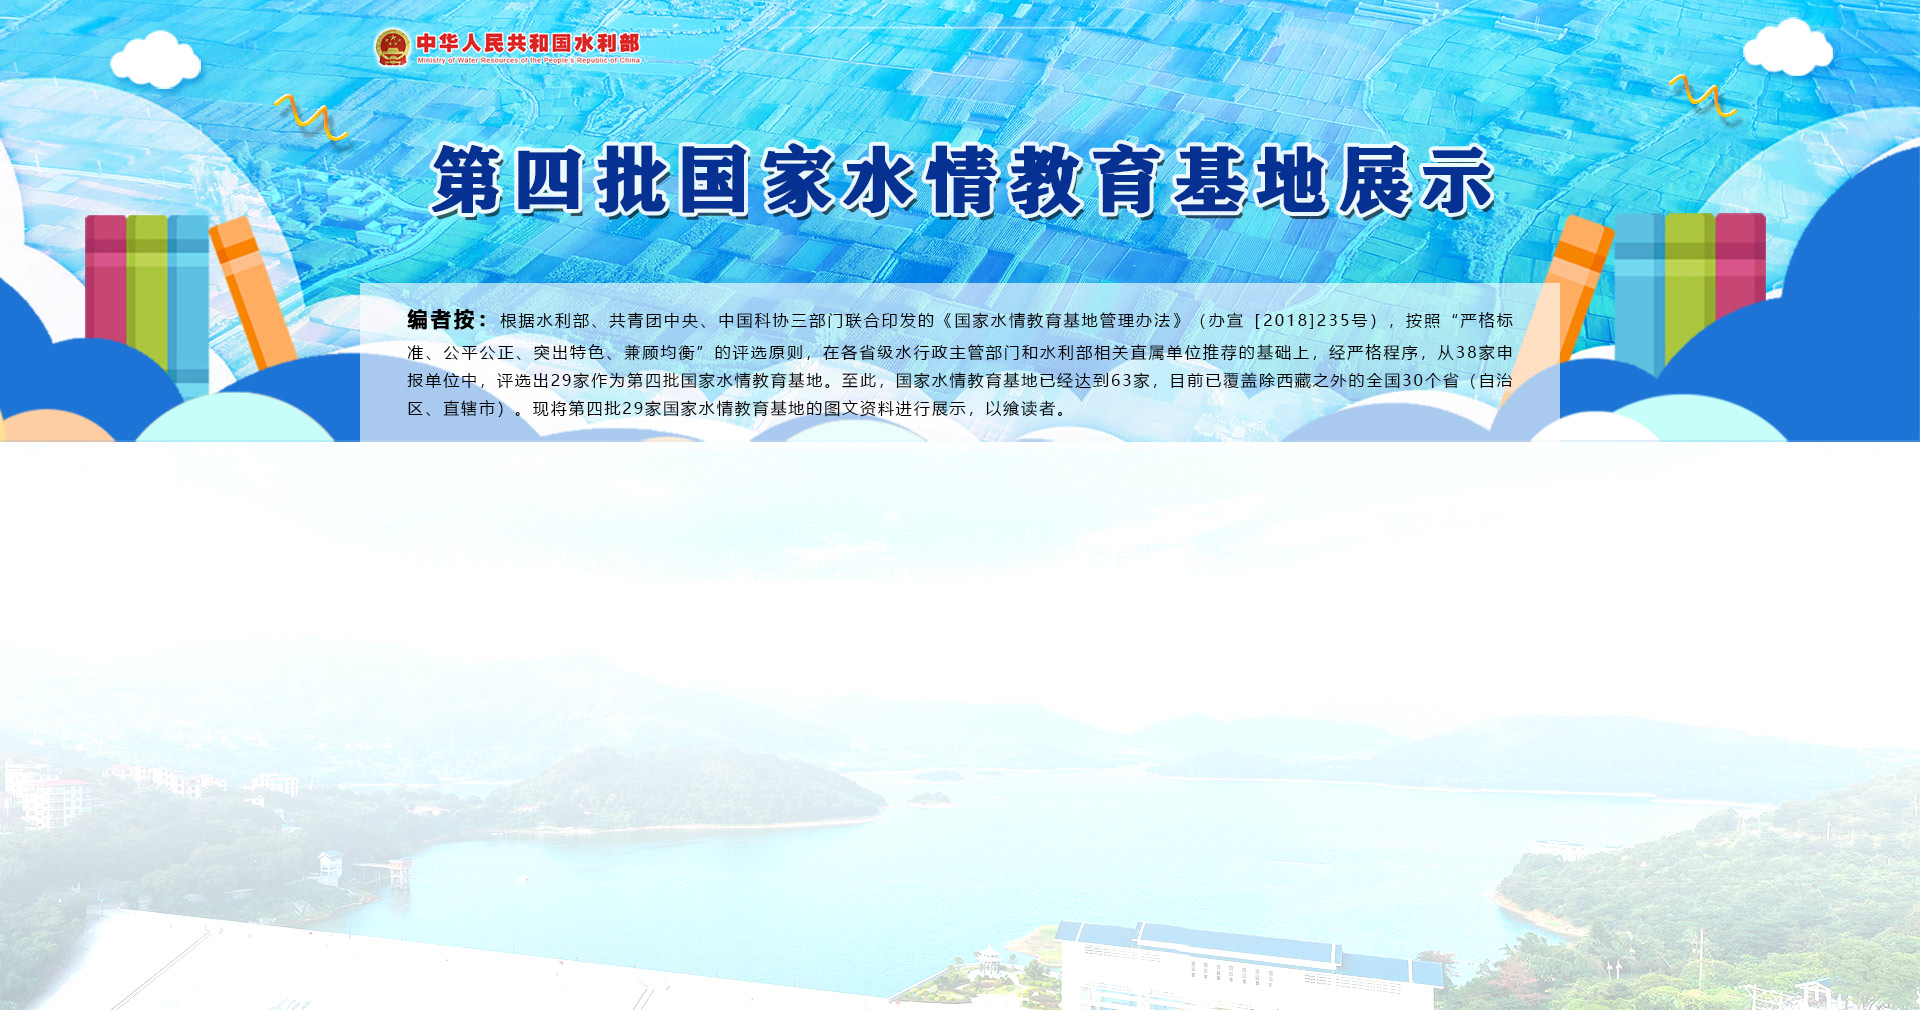 中华人民共和国水利部
Ministry of Water Resources of the People's Republic of China
第四批国家水情教育基地展示
编者按：根据水利部、共青团中央、中国科协三部门联合印发的《国家水情教育基地管理办法》（办宣［2018]235号），按照“严格标
准、公平公正、突出特色、兼顾均衡”的评选原则，在各省级水行政主管部门和水利部相关直属单位推荐的基础上，经严格程序，从38家申
报单位中，评选出29家作为第四批国家水情教育基地。至此，国家水情教育基地已经达到63家，目前已覆盖除西藏之外的全国30个省（自治
区、直辖市）。现将第四批29家国家水情教育基地的图文资料进行展示，以飨读者。